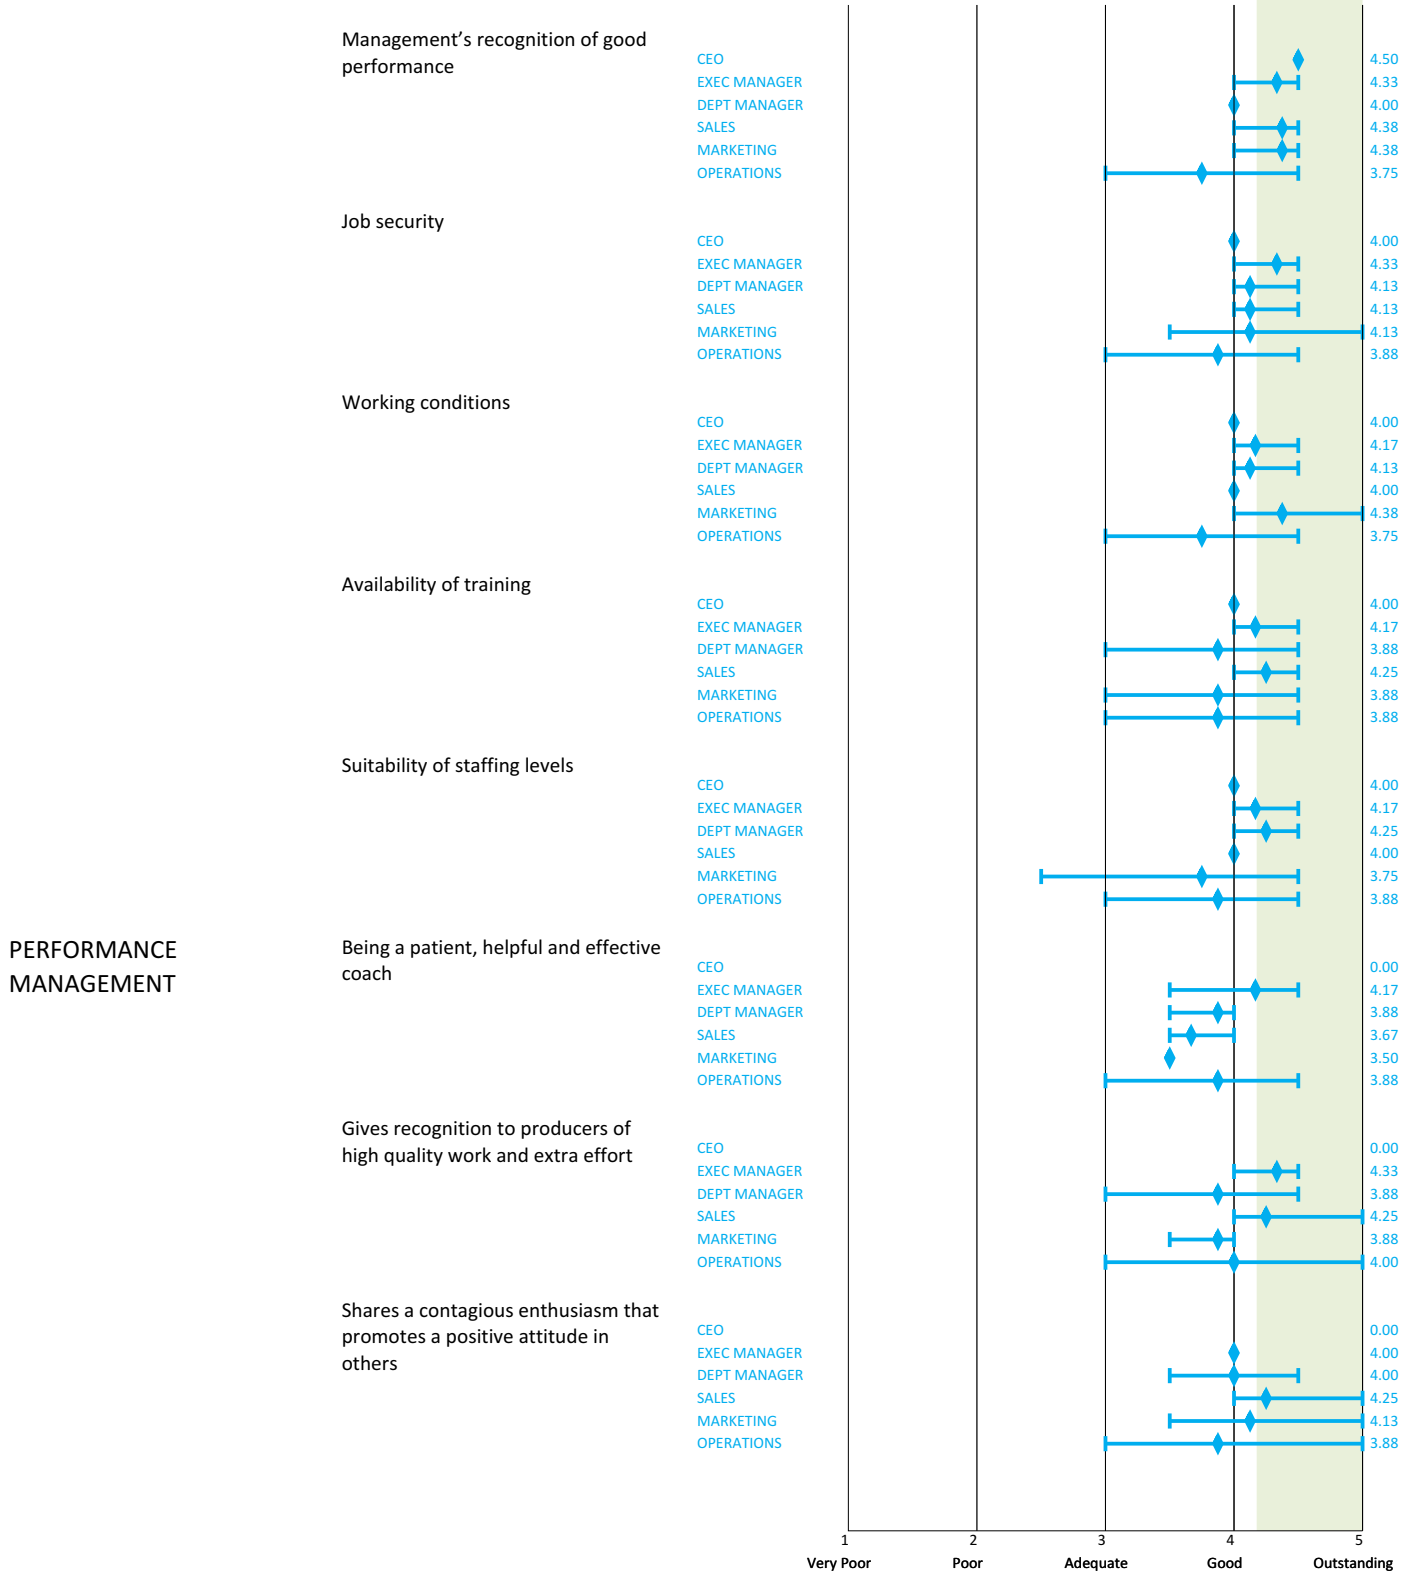 Management’s recognition of good
performance
CEO 4.50
EXEC MANAGER 4.33
DEPT MANAGER 4.00
SALES 4.38
MARKETING 4.38
OPERATIONS 3.75
Job security
CEO 4.00
EXEC MANAGER 4.33
DEPT MANAGER 4.13
SALES 4.13
MARKETING 4.13
OPERATIONS 3.88
Working conditions
CEO 4.00
EXEC MANAGER 4.17
DEPT MANAGER 4.13
SALES 4.00
MARKETING 4.38
OPERATIONS 3.75
Availability of training
CEO 4.00
EXEC MANAGER 4.17
DEPT MANAGER 3.88
SALES 4.25
MARKETING 3.88
OPERATIONS 3.88
Suitability of staffing levels
CEO 4.00
EXEC MANAGER 4.17
DEPT MANAGER 4.25
SALES 4.00
MARKETING 3.75
OPERATIONS 3.88
PERFORMANCE
MANAGEMENT
Being a patient, helpful and effective
coach
CEO 0.00
EXEC MANAGER 4.17
DEPT MANAGER 3.88
SALES 3.67
MARKETING 3.50
OPERATIONS 3.88
Gives recognition to producers of
high quality work and extra effort
CEO 0.00
EXEC MANAGER 4.33
DEPT MANAGER 3.88
SALES 4.25
MARKETING 3.88
OPERATIONS 4.00
Shares a contagious enthusiasm that
promotes a positive attitude in
others
CEO 0.00
EXEC MANAGER 4.00
DEPT MANAGER 4.00
SALES 4.25
MARKETING 4.13
OPERATIONS 3.88
1 2 3 4 5
Very Poor Poor Adequate Good Outstanding